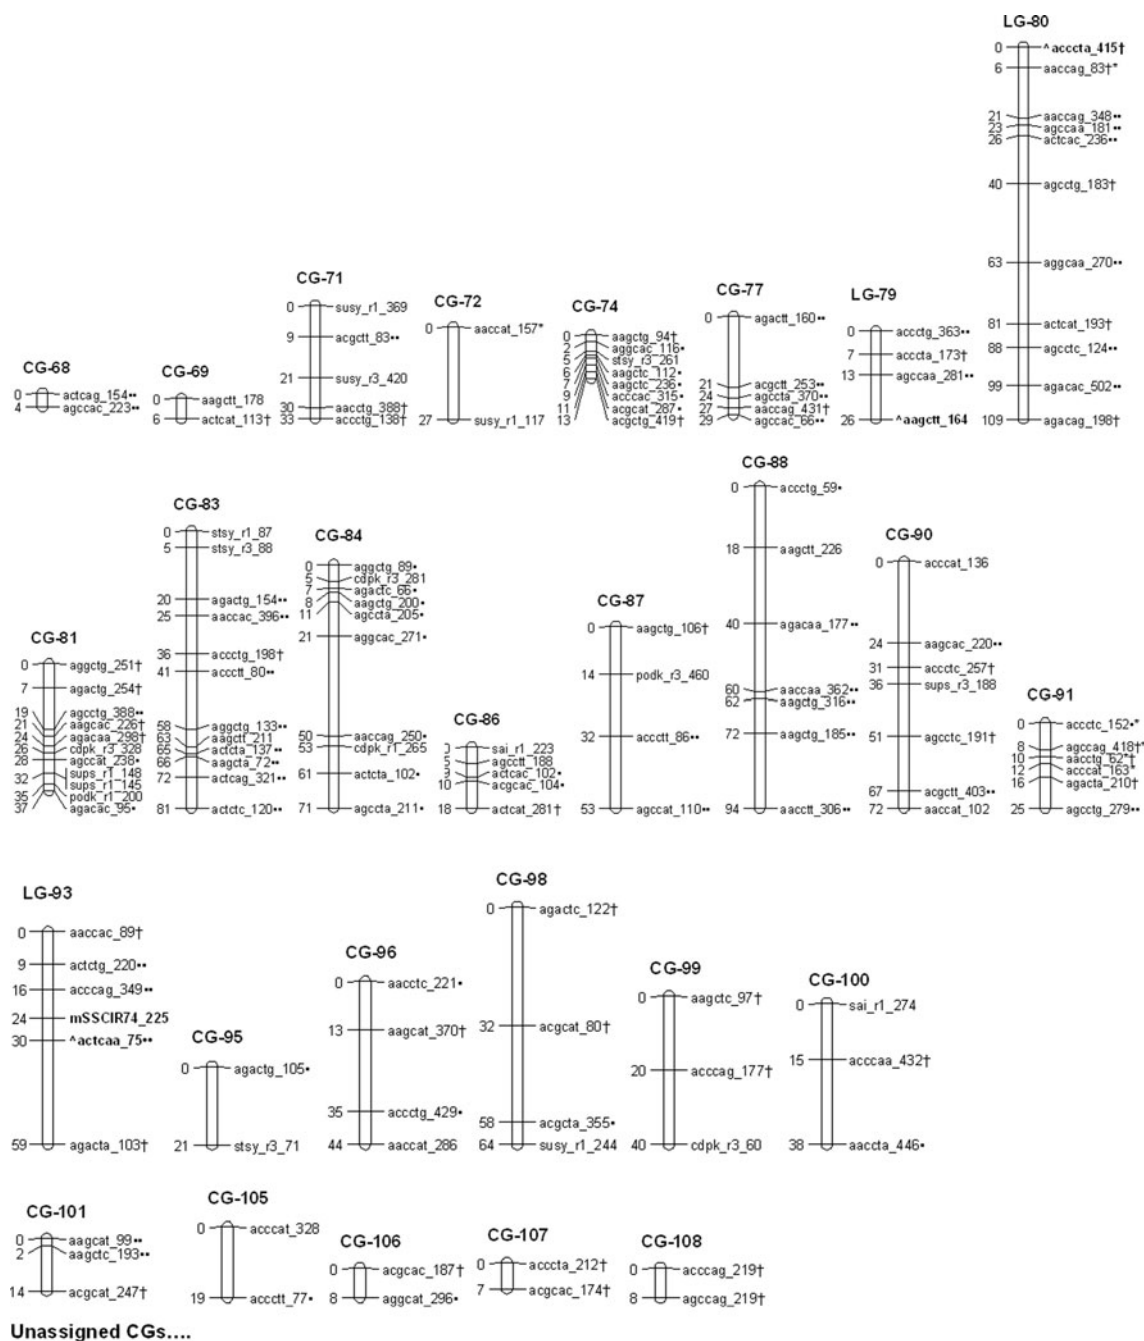 LG-80
0 ^acccta_415†
6 aaccag_83†*
21 aaccag_348••
23 agccaa_181••
26 actcac_236••
40 agcctg_183†
63 aggcaa_270••
81 actcat_193†
88 agcctc_124••
99 agacac_502••
109 agacag_198†
CG-68
0 actcag_154••
4 agccac_223••
CG-69
0 aagctt_178
6 actcat_113†
CG-71
0 susy_r1_369
9 acgctt_83••
21 susy_r3_420
30 aacctg_388†
33 accctg_138†
CG-72
0 aaccat_157*
27 susy_r1_117
CG-74
0 aagctg_94†
2 aggcac_116•
5 stsy_r3_261
6 aagctc_112•
7 aagctc_236•
9 acccac_315•
11 acgcat_287•
13 acgctg_419†
CG-77
0 agactt_160••
21 acgctt_253••
24 agccta_370••
27 aaccag_431†
29 agccac_66••
LG-79
0 accctg_363••
7 acccta_173†
13 agccaa_281••
26 ^aagctt_164
CG-81
0 aggctg_251†
7 agactg_254†
19 agcctg_388••
21 aagcac_226†
24 agacaa_298†
26 cdpk_r3_328
28 agccat_238•
32 sups_r1_148
sups_r1_145
35 podk_r1_200
37 agacac_95•
CG-83
0 stsy_r1_87
5 stsy_r3_88
20 agactg_154••
25 aaccac_396••
36 accctg_198†
41 acccctt_80••
58 aggctg_133••
63 aagctt_211
65 actcta_137••
66 aagcta_72••
72 actcag_321••
81 actctc_120••
CG-84
0 aggctg_89•
5 cdpk_r3_281
7 agactc_66•
8 aagctg_200•
11 agccta_205•
21 aggcac_271•
50 aaccag_250•
53 cdpk_r1_265
61 actcta_102•
71 agccta_211•
CG-86
0 sai_r1_223
5 agcctt_188
9 actcac_102•
10 acgcac_104•
18 actcat_281†
CG-87
0 aagctg_106†
14 podk_r3_460
32 accctt_86••
53 agccat_110••
CG-88
0 accctg_59•
18 aagctt_226
40 agacaa_177••
60 aaccaa_362••
62 aagctg_316••
72 aagctg_185••
94 aacctt_306••
CG-90
0 acccat_136
24 aagcac_220••
31 accctc_257†
36 sups_r3_188
51 agcctc_191†
67 acgctt_403••
72 aaccat_102
CG-91
0 accctc_152•*
8 agccag_418†*
10 aacctg_62*†
12 acccat_163*
16 agacta_210†
25 agcctg_279••
LG-93
0 aaccac_89†
9 actctg_220••
16 acccag_349••
24 mSSCIR74_225
30 ^actcaa_75••
59 agacta_103†
CG-95
0 agactg_105•
21 stsy_r3_71
CG-96
0 aacctc_221•
13 aagcat_370†
35 accctg_429•
44 aaccat_286
CG-98
0 agactc_122†
32 acgcat_80†
58 acgcta_355•
64 susy_r1_244
CG-99
0 aagctc_97†
20 acccag_177†
40 cdpk_r3_60
CG-100
0 sai_r1_274
15 acccaa_432†
38 aaccta_446•
CG-101
0 aagcat_99••
2 aagctc_193••
14 acgcat_247†
CG-105
0 acccat_328
19 accctt_77•
CG-106
0 acgcac_187†
8 aggcat_296•
CG-107
0 acccta_212†
7 acgcac_174†
CG-108
0 acccag_219†
8 agccag_219†
Unassigned CGs....